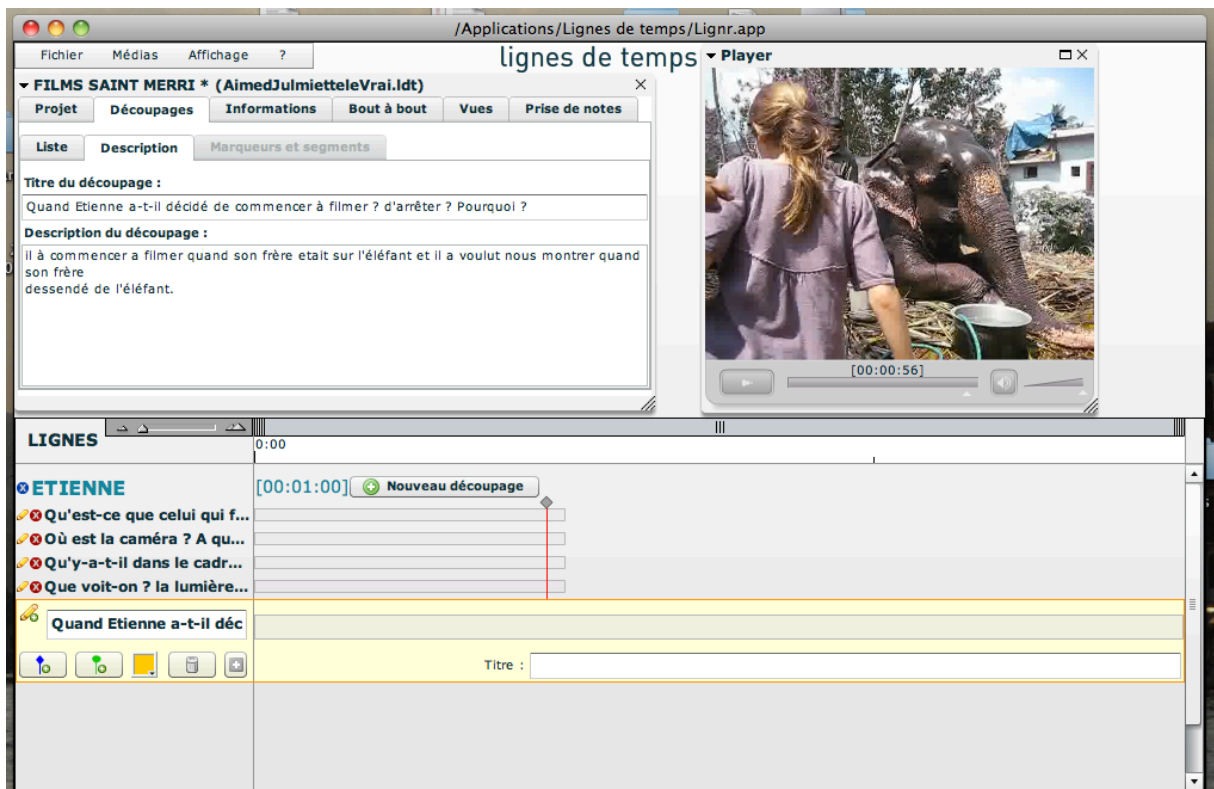 /Applications/Lignes de temps/Lignr.app
Fichier Médias Affichage ?
lignes de temps
FILMS SAINT MERRI * (AimedJulmietteleVrai.ldt)
Projet Découpages Informations Bout à bout Vues Prise de notes
Liste Description Marqueurs et segments
Titre du découpage :
Quand Etienne a-t-il décidé de commencer à filmer ? d'arrêter ? Pourquoi ?
Description du découpage :
il à commencer a filmer quand son frère etait sur l'éléfant et il a voulut nous montrer quand
son frère
dessendé de l'éléfant.
Player
[00:00:56]
LIGNES
0:00
ETIENNE [00:01:00] Nouveau découpage
Qu'est-ce que celui qui f...
Où est la caméra ? A qu...
Qu'y-a-t-il dans le cadr...
Que voit-on ? la lumière...
Quand Etienne a-t-il déc
Titre :